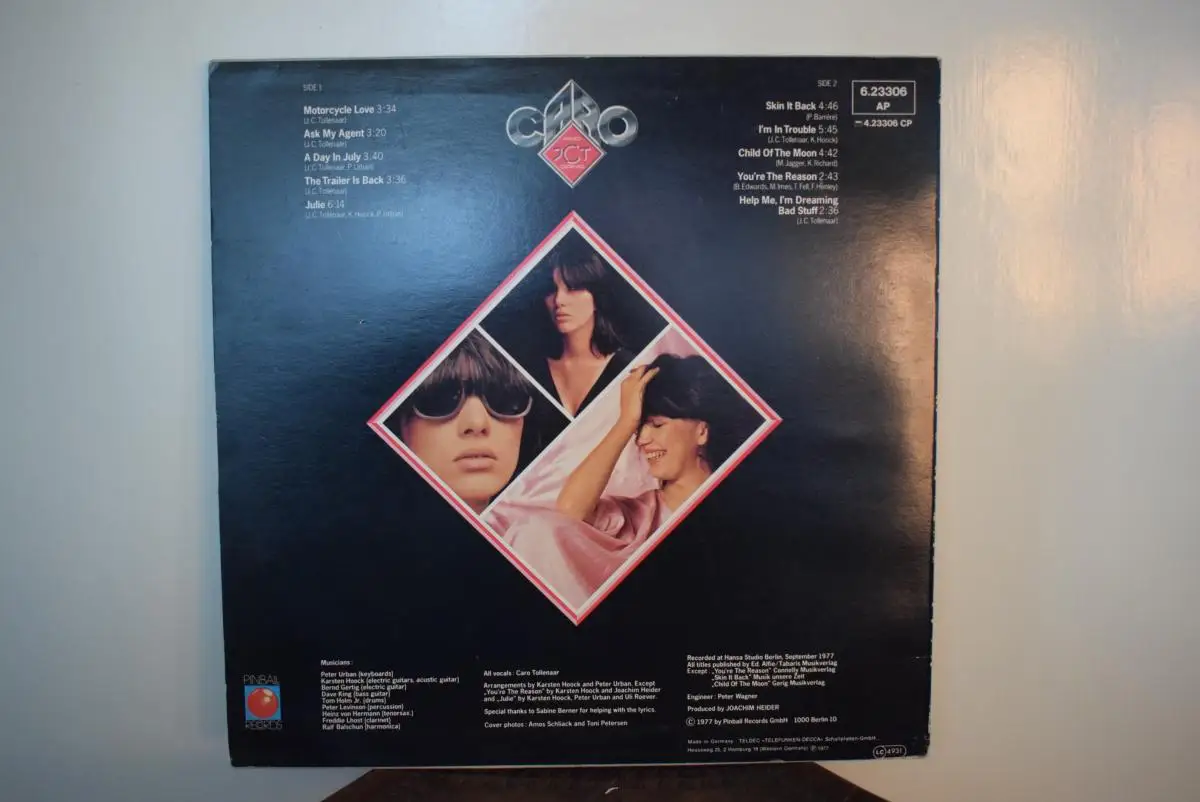 SIDE 1
Motorcycle Love 3:34
(J.C. Tollenaar)
Ask My Agent 3:20
(J.C. Tollenaar)
A Day In July 3:40
(J.C. Tollenaar, P. Urban)
The Trailer Is Back 3:36
(J.C. Tollenaar)
Julie 6:14
(J.C. Tollenaar, K. Hoock, P. Urban)
CARO
JCT
SIDE 2
Skin It Back 4:46
(P. Barrère)
I'm In Trouble 5:45
(J.C. Tollenaar, K. Hoock)
Child Of The Moon 4:42
(M. Jagger, K. Richard)
You're The Reason 2:43
(B. Edwards, M. Imes, T. Fell, F. Henley)
Help Me, I'm Dreaming
Bad Stuff 2:36
(J.C. Tollenaar)
6.23306
AP
4.23306 CP
PINBALL
RECORDS
Musicians:
Peter Urban (keyboards)
Karsten Hoock (electric guitars, acustic guitar)
Bernd Gertig (electric guitar)
Dave King (bass guitar)
Tom Holm Jr. (drums)
Peter Levinson (percussion)
Heinz von Hermann (tenorsax.)
Freddie Lhost (clarinet)
Ralf Balschun (harmonica)
All vocals: Caro Tollenaar
Arrangements by Karsten Hoock and Peter Urban. Except
„You're The Reason" by Karsten Hoock and Joachim Heider
and „Julie" by Karsten Hoock, Peter Urban and Uli Roever.
Special thanks to Sabine Berner for helping with the lyrics.
Cover photos: Amos Schliack and Toni Petersen
Recorded at Hansa Studio Berlin, September 1977
All titles published by Ed. Alfie/Tabaris Musikverlag
Except: „You're The Reason" Connelly Musikverlag
„Skin It Back" Musik unsere Zeit
„Child Of The Moon" Gerig Musikverlag
Engineer: Peter Wagner
Produced by JOACHIM HEIDER
© 1977 by Pinball Records GmbH 1000 Berlin 10
Made in Germany · TELDEC »TELEFUNKEN-DECCA« Schallplatten-GmbH
Heussweg 25, 2 Hamburg 19 (Western Germany) ℗ 1977
LC 4931